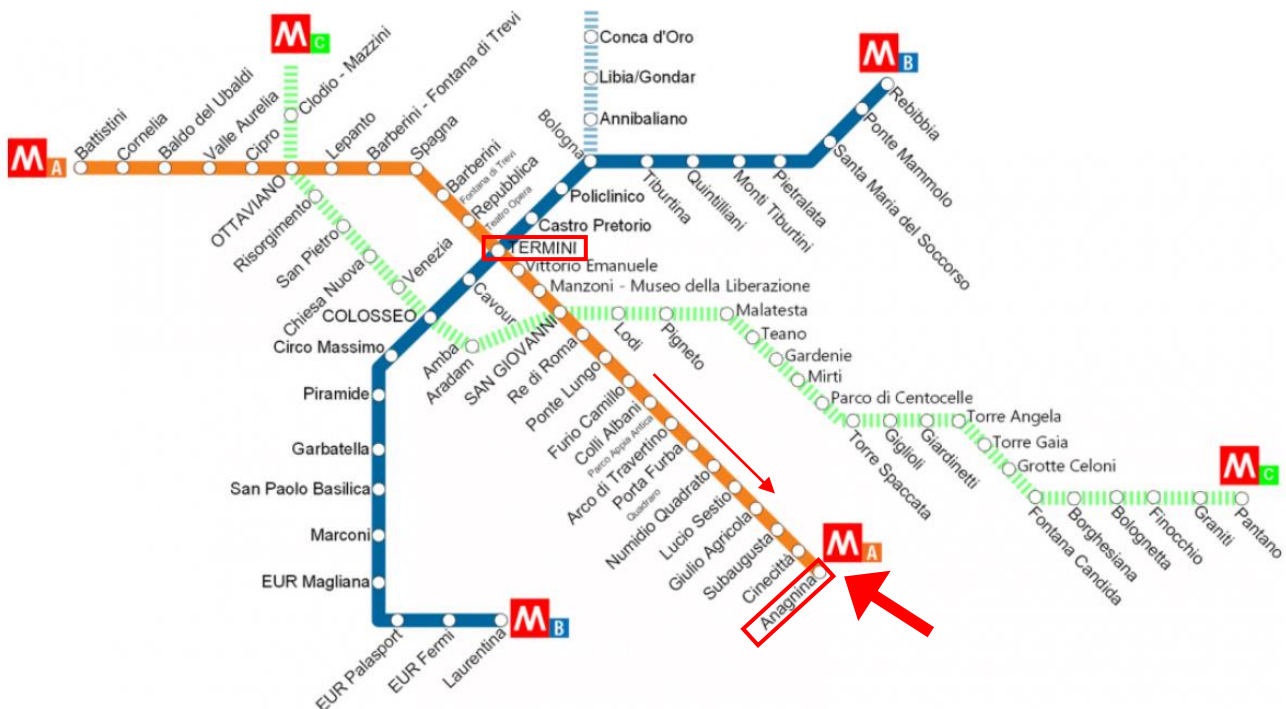 M C
M A
M B
Battistini
Cornelia
Baldo del Ubaldi
Valle Aurelia
Cipro
Clodio - Mazzini
Lepanto
Barberini - Fontana di Trevi
Spagna
Barberini
Fontana di Trevi
Repubblica
Teatro Opera
TERMINI
Vittorio Emanuele
Manzoni - Museo della Liberazione
Conca d'Oro
Libia/Gondar
Annibaliano
Bologna
Policlinico
Castro Pretorio
Tiburtina
Quintilliani
Monti Tiburtini
Pietralata
Santa Maria del Soccorso
Ponte Mammolo
Rebibbia
OTTAVIANO
Risorgimento
San Pietro
Chiesa Nuova
Venezia
COLOSSEO
Cavour
Circo Massimo
Piramide
Garbatella
San Paolo Basilica
Marconi
EUR Magliana
EUR Palasport
EUR Fermi
Laurentina
M B
Amba
Aradam
SAN GIOVANNI
Re di Roma
Ponte Lungo
Furio Camillo
Colli Albani
Parco Appia Antica
Arco di Travertino
Porta Furba
Quadraro
Numidio Quadrato
Lucio Sestio
Giulio Agricola
Subaugusta
Cinecittà
Anagnina
M A
Lodi
Pigneto
Malatesta
Teano
Gardenie
Mirti
Parco di Centocelle
Torre Spaccata
Giglioli
Giardinetti
Torre Angela
Torre Gaia
Grotte Celoni
Fontana Candida
Borghesiana
Bolognetta
Finocchio
Graniti
Pantano
M C